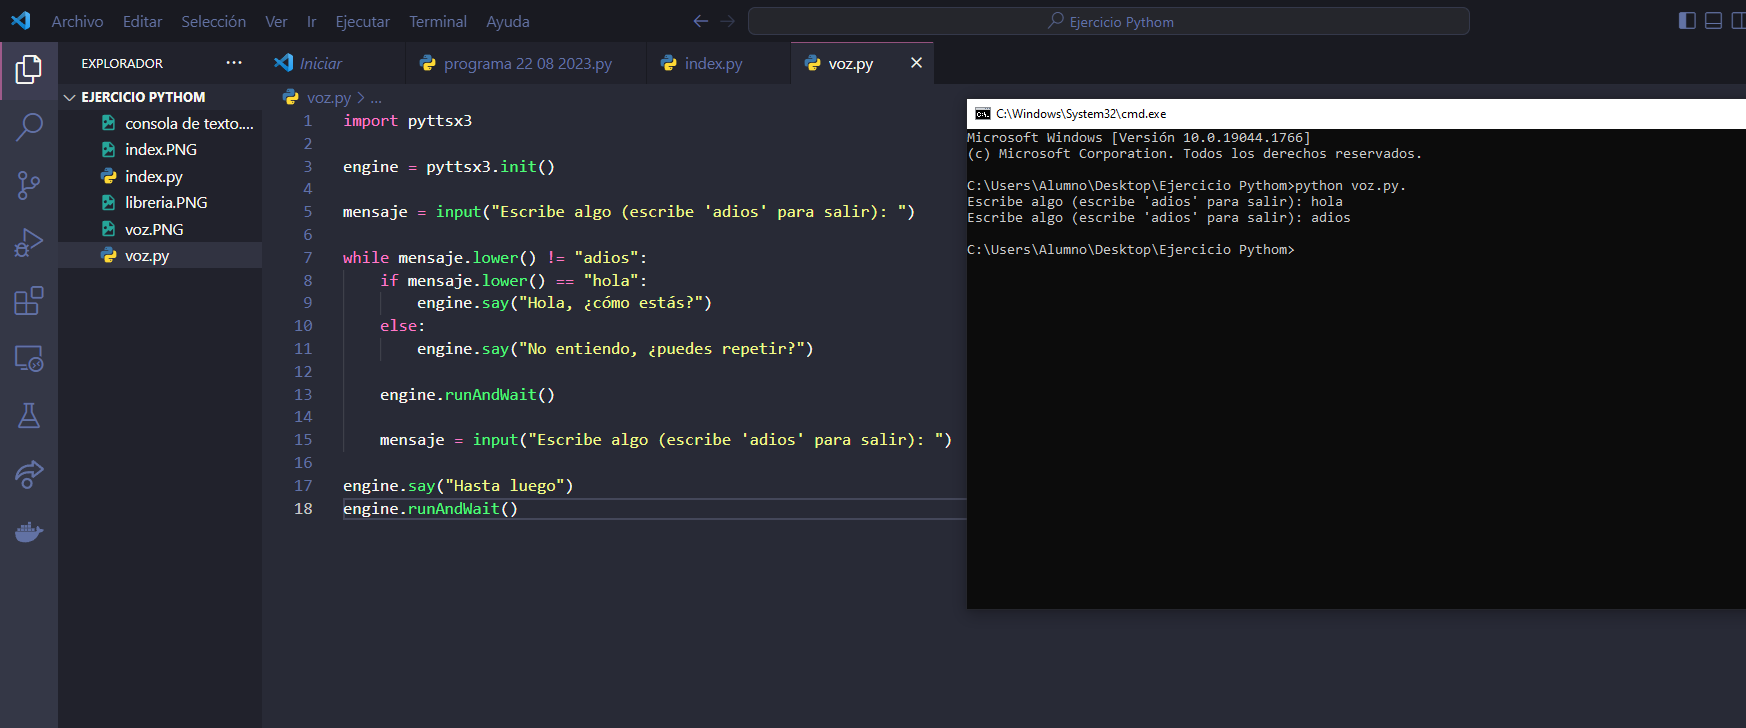 Archivo Editar Selección Ver Ir Ejecutar Terminal Ayuda
Ejercicio Pythom
EXPLORADOR ...
EJERCICIO PYTHOM
consola de texto....
index.PNG
index.py
libreria.PNG
voz.PNG
voz.py
Iniciar
programa 22 08 2023.py
index.py
voz.py
voz.py > ...
1 import pyttsx3
2
3 engine = pyttsx3.init()
4
5 mensaje = input("Escribe algo (escribe 'adios' para salir): ")
6
7 while mensaje.lower() != "adios":
8     if mensaje.lower() == "hola":
9         engine.say("Hola, ¿cómo estás?")
10     else:
11         engine.say("No entiendo, ¿puedes repetir?")
12
13     engine.runAndWait()
14
15     mensaje = input("Escribe algo (escribe 'adios' para salir): ")
16
17 engine.say("Hasta luego")
18 engine.runAndWait()
C:\Windows\System32\cmd.exe
Microsoft Windows [Versión 10.0.19044.1766]
(c) Microsoft Corporation. Todos los derechos reservados.
C:\Users\Alumno\Desktop\Ejercicio Pythom>python voz.py.
Escribe algo (escribe 'adios' para salir): hola
Escribe algo (escribe 'adios' para salir): adios
C:\Users\Alumno\Desktop\Ejercicio Pythom>